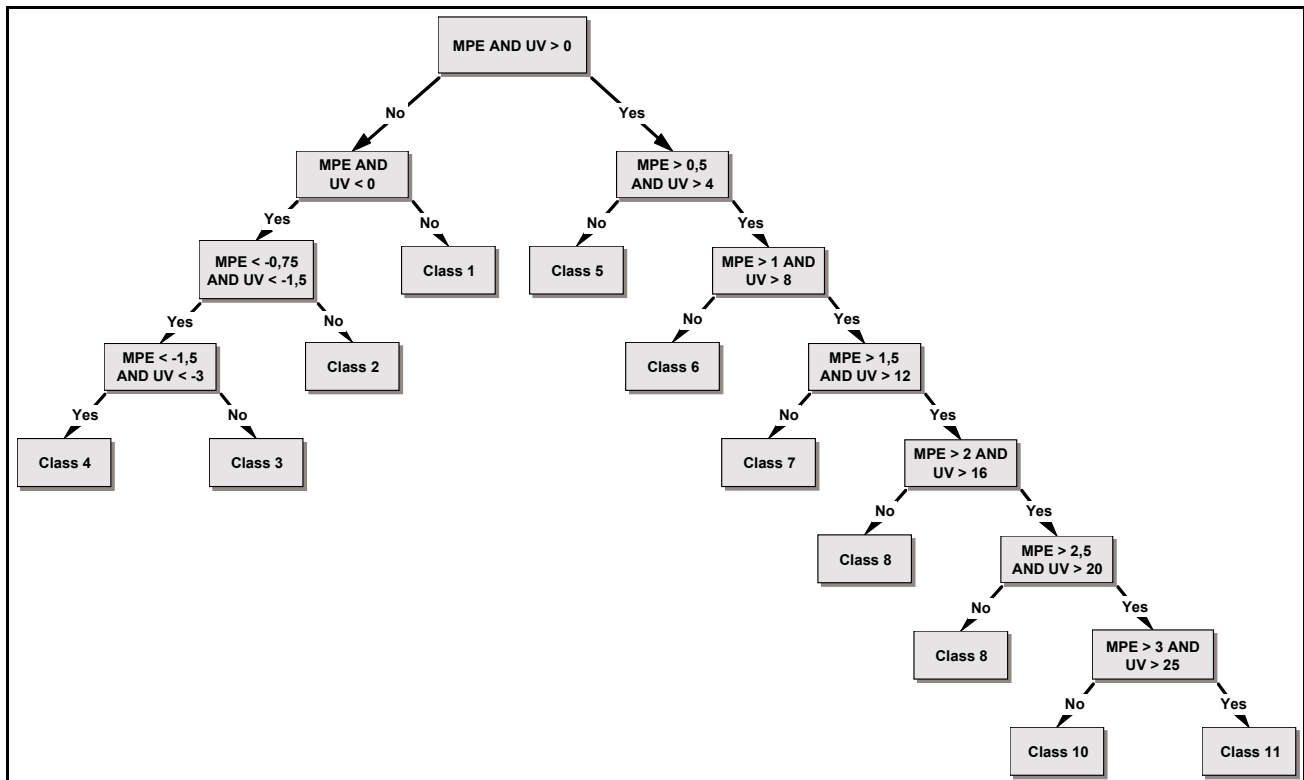 MPE AND UV > 0
No
Yes
MPE AND
UV < 0
MPE > 0,5
AND UV > 4
Yes
No
No
Yes
MPE < -0,75
AND UV < -1,5
Class 1
Class 5
MPE > 1 AND
UV > 8
Yes
No
No
Yes
MPE < -1,5
AND UV < -3
Class 2
Class 6
MPE > 1,5
AND UV > 12
Yes
No
No
Yes
Class 4
Class 3
Class 7
MPE > 2 AND
UV > 16
No
Yes
Class 8
MPE > 2,5
AND UV > 20
No
Yes
Class 8
MPE > 3 AND
UV > 25
No
Yes
Class 10
Class 11